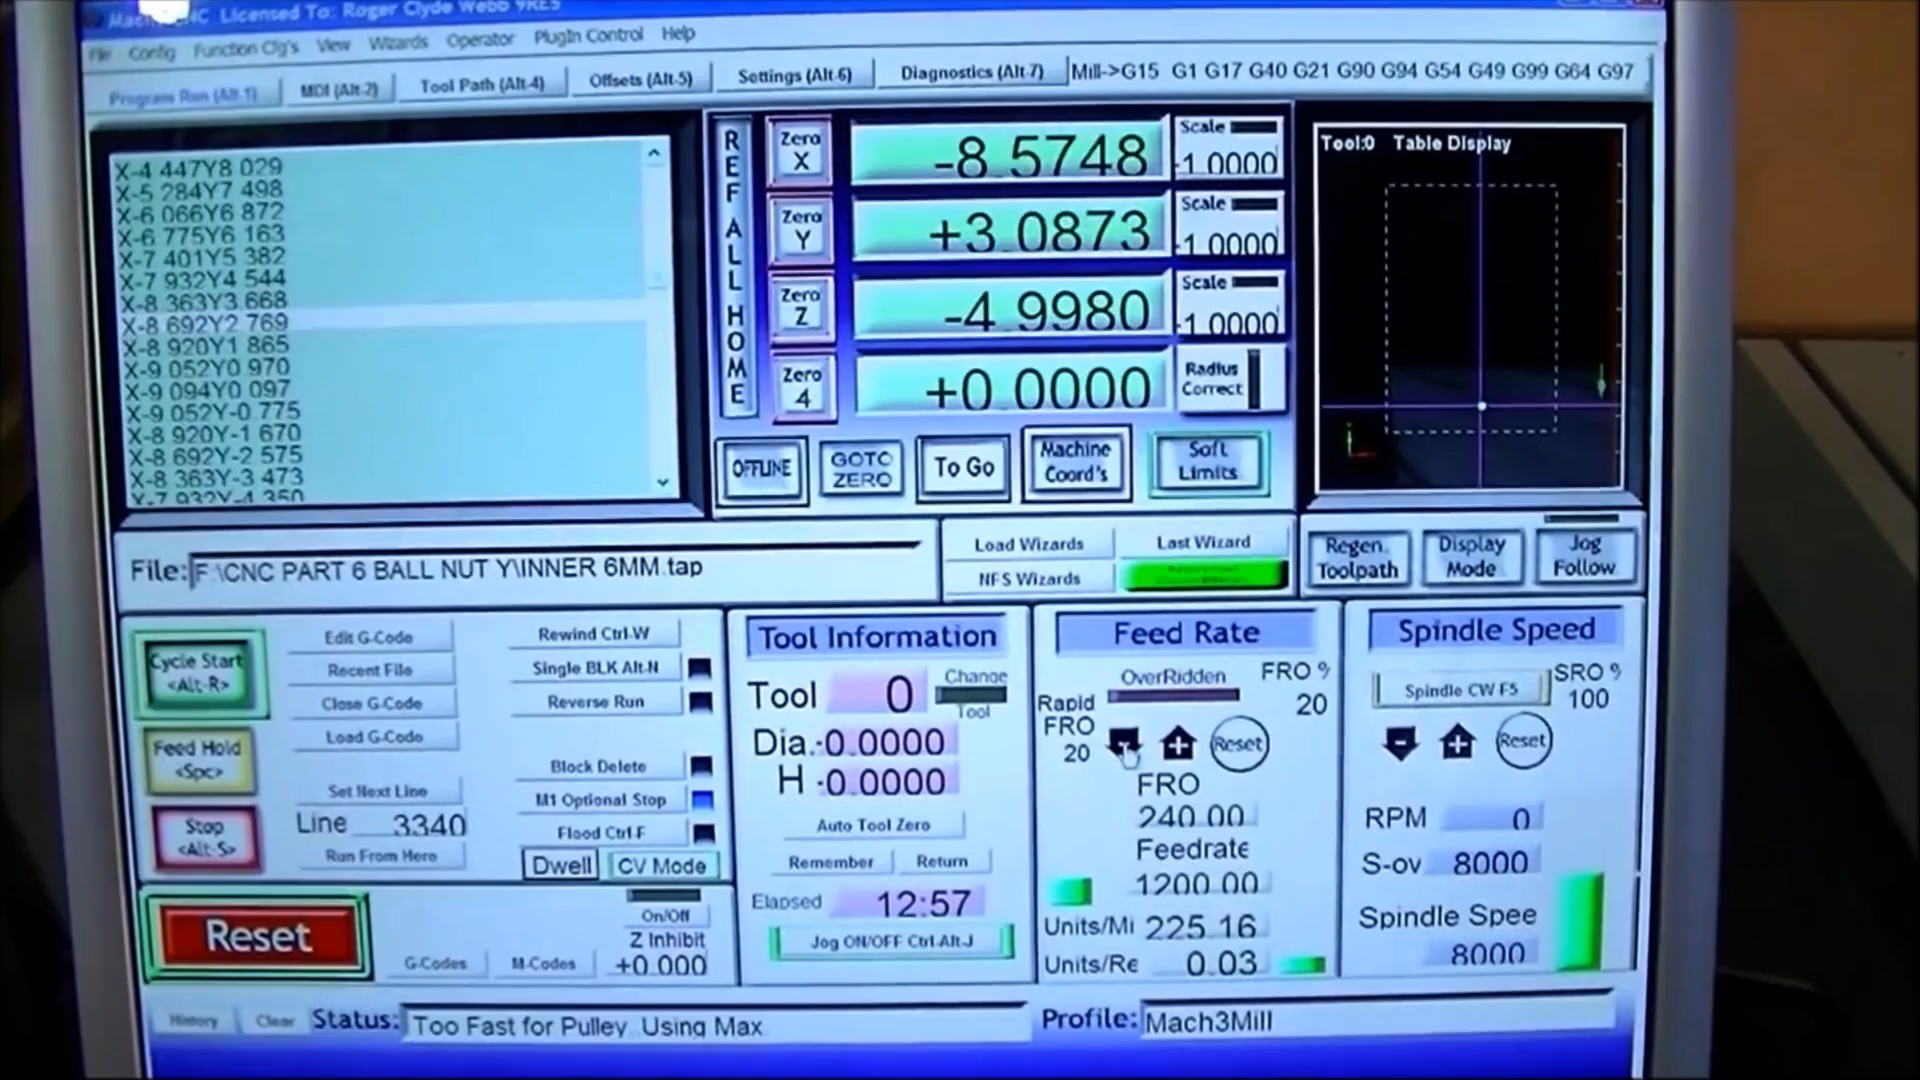 Licensed To: Roger Clyde Webb
File Config Function Cfg's View Wizards Operator PlugIn Control Help
Program Run (Alt-1) MDI (Alt-2) Tool Path (Alt-4) Offsets (Alt-5) Settings (Alt-6) Diagnostics (Alt-7) Mill->G15 G1 G17 G40 G21 G90 G94 G54 G49 G99 G64 G97
X-4 447Y8 029
X-5 284Y7 498
X-6 066Y6 872
X-6 775Y6 163
X-7 401Y5 382
X-7 932Y4 544
X-8 363Y3 668
X-8 692Y2 769
X-8 920Y1 865
X-9 052Y0 970
X-9 094Y0 097
X-9 052Y-0 775
X-8 920Y-1 670
X-8 692Y-2 575
X-8 363Y-3 473
X-7 932Y-4 350
REF ALL HOME
Zero X -8 5748 Scale -1.0000
Zero Y +3.0873 Scale -1.0000
Zero Z -4 9980 Scale -1.0000
Zero 4 +0 0000 Radius Correct
OFFLINE GOTO ZERO To Go Machine Coord's Soft Limits
Tool:0 Table Display
File: F:\CNC PART 6 BALL NUT Y\INNER 6MM.tap
Load Wizards Last Wizard
NFS Wizards
Regen. Toolpath Display Mode Jog Follow
Cycle Start <Alt-R>
Feed Hold <Spc>
Stop <Alt-S>
Edit G-Code
Recent File
Close G-Code
Load G-Code
Set Next Line
Line 3340
Run From Here
Rewind Ctrl-W
Single BLK Alt-N
Reverse Run
Block Delete
M1 Optional Stop
Flood Ctrl-F
Dwell CV Mode
Reset
G-Codes M-Codes
On/Off
Z Inhibit
+0.000
Tool Information
Tool 0 Change Tool
Dia. -0.0000
H -0.0000
Auto Tool Zero
Remember Return
Elapsed 12:57
Jog ON/OFF Ctrl-Alt-J
Feed Rate
OverRidden FRO %
20
Rapid FRO
20
Reset
FRO
240.00
Feedrate
1200.00
Units/Mi 225.16
Units/Re 0.03
Spindle Speed
Spindle CW F5 SRO %
100
Reset
RPM 0
S-ov 8000
Spindle Spee
8000
History Clear Status: Too Fast for Pulley Using Max Profile: Mach3Mill